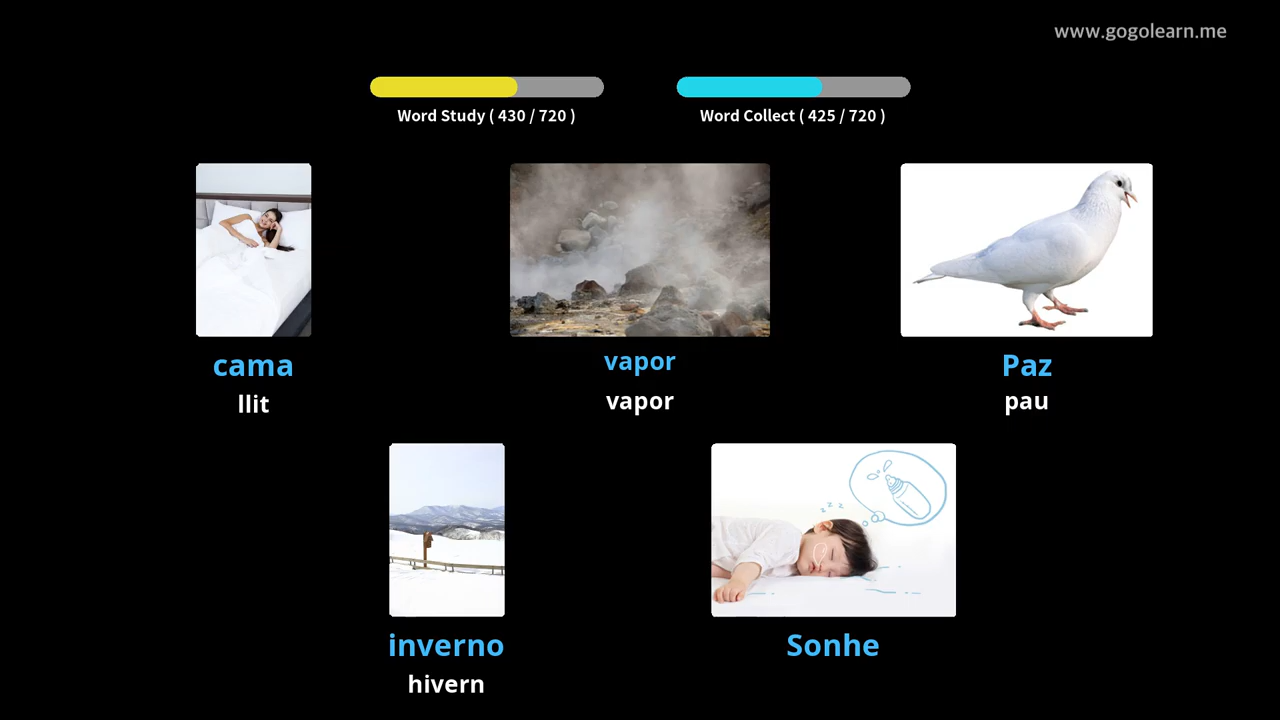 www.gogolearn.me
Word Study ( 430 / 720 )
Word Collect ( 425 / 720 )
cama
llit
vapor
vapor
Paz
pau
inverno
hivern
Sonhe